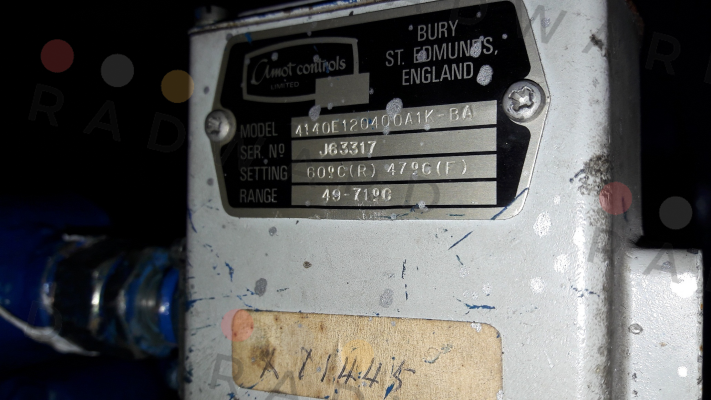 Amot controls
LIMITED
BURY
ST. EDMUNDS,
ENGLAND
MODEL 4140E120400A1K-BA
SER. Nº J63317
SETTING 60ºC(R) 47ºC(F)
RANGE 49-71ºC
X 71445